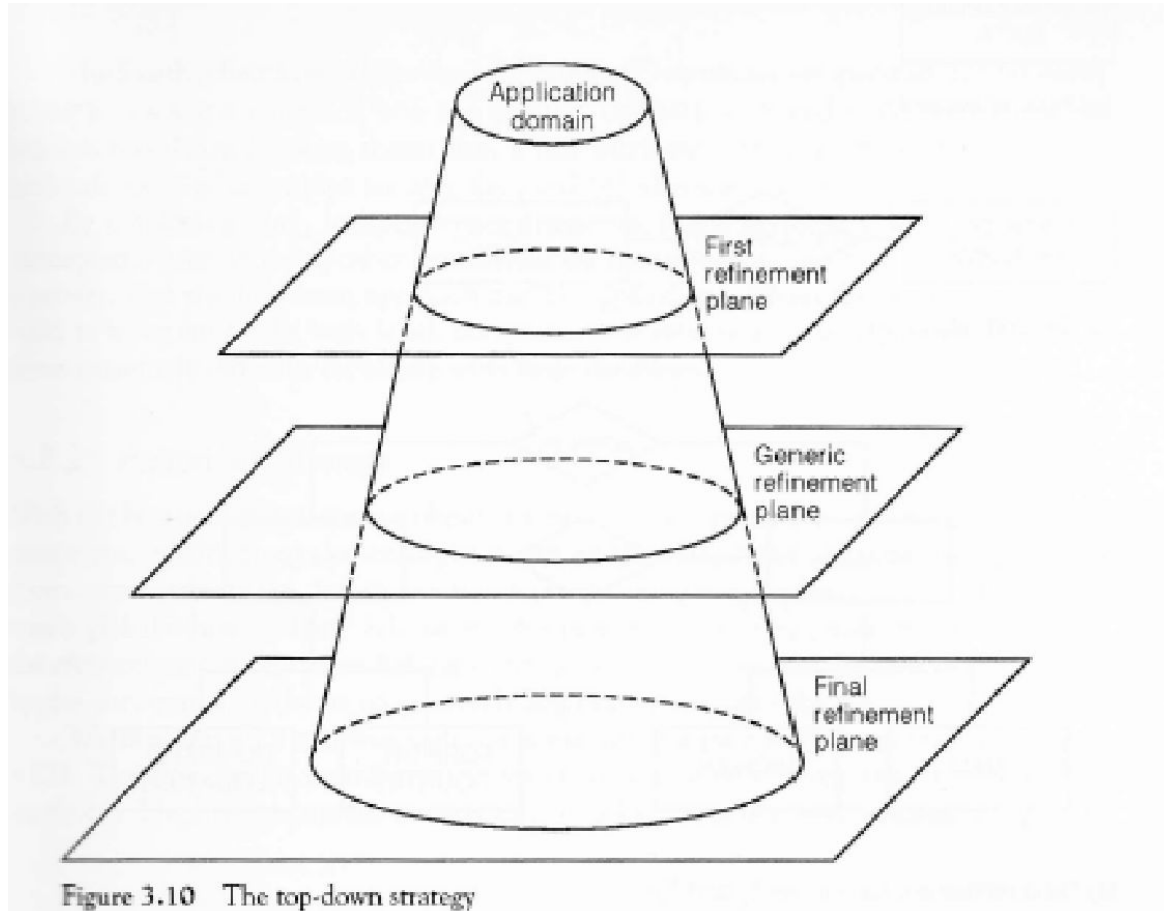 Application
domain
First
refinement
plane
Generic
refinement
plane
Final
refinement
plane
Figure 3.10 The top-down strategy